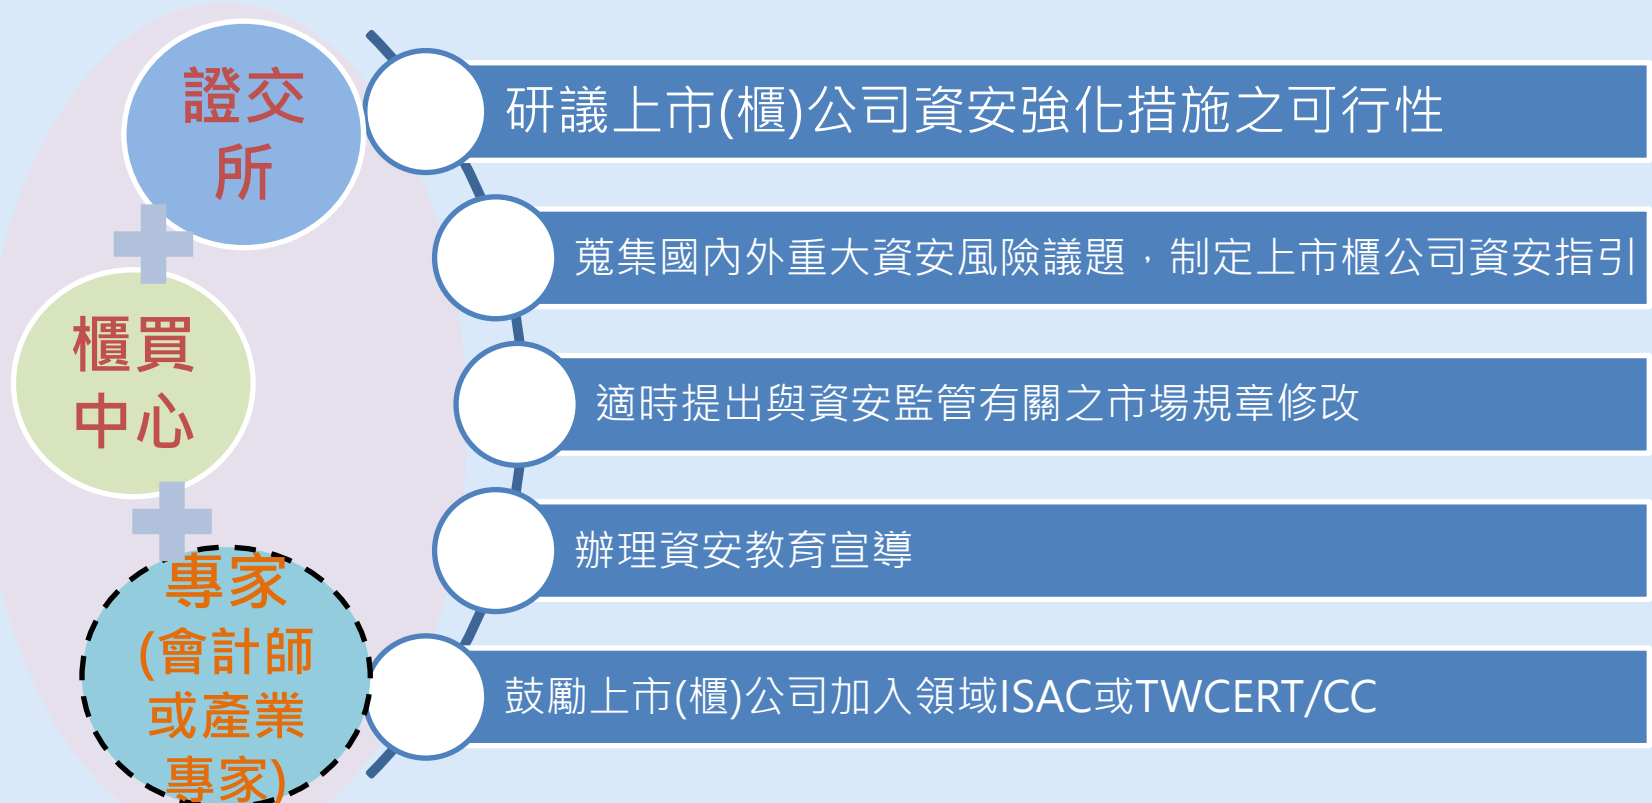 證交
所
櫃買
中心
專家
(會計師
或產業
專家)
研議上市(櫃)公司資安強化措施之可行性
蒐集國內外重大資安風險議題，制定上市櫃公司資安指引
適時提出與資安監管有關之市場規章修改
辦理資安教育宣導
鼓勵上市(櫃)公司加入領域ISAC或TWCERT/CC